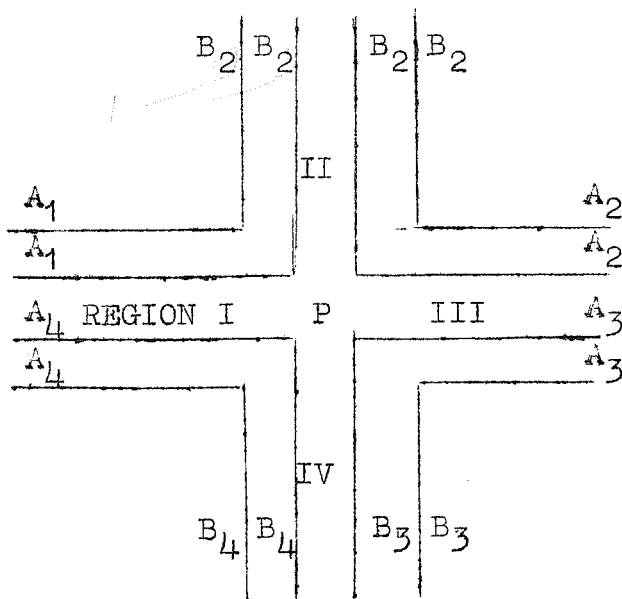 B2 B2 B2 B2
II
A1 A2
A1 A2
A4 REGION I P III A3
A4 A3
IV
B4 B4 B3 B3